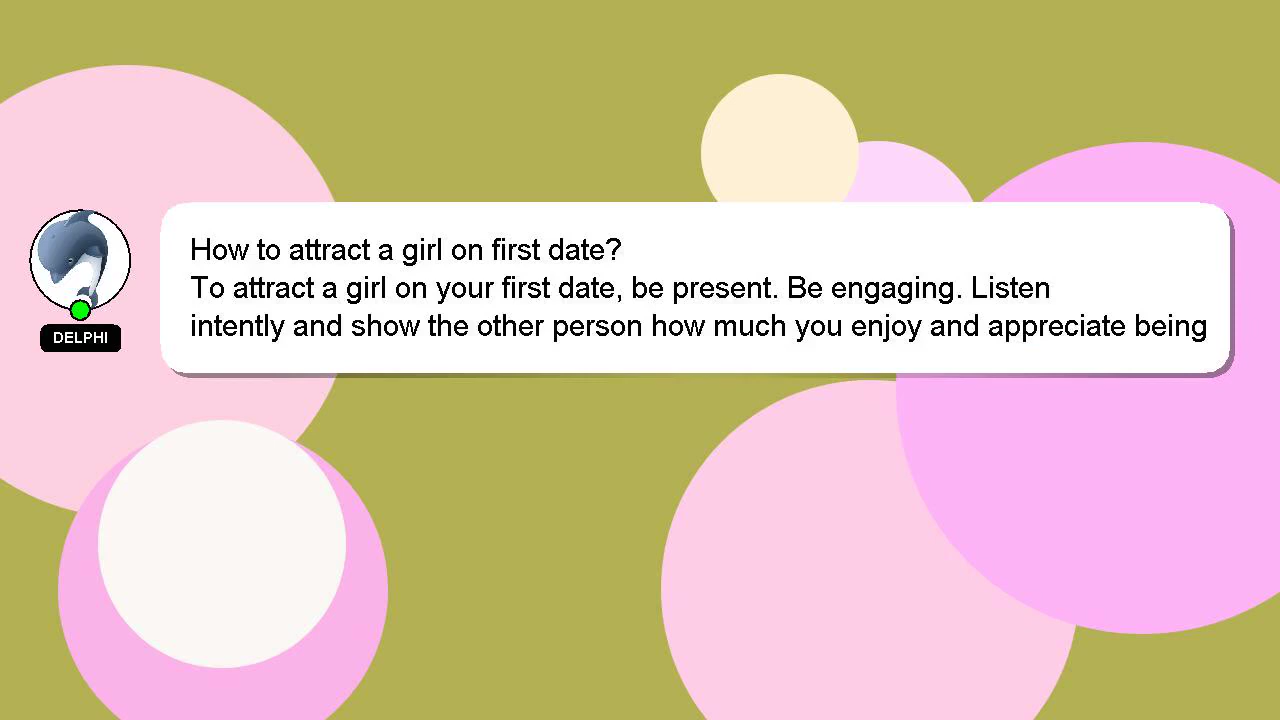 How to attract a girl on first date?
To attract a girl on your first date, be present. Be engaging. Listen
intently and show the other person how much you enjoy and appreciate being
DELPHI